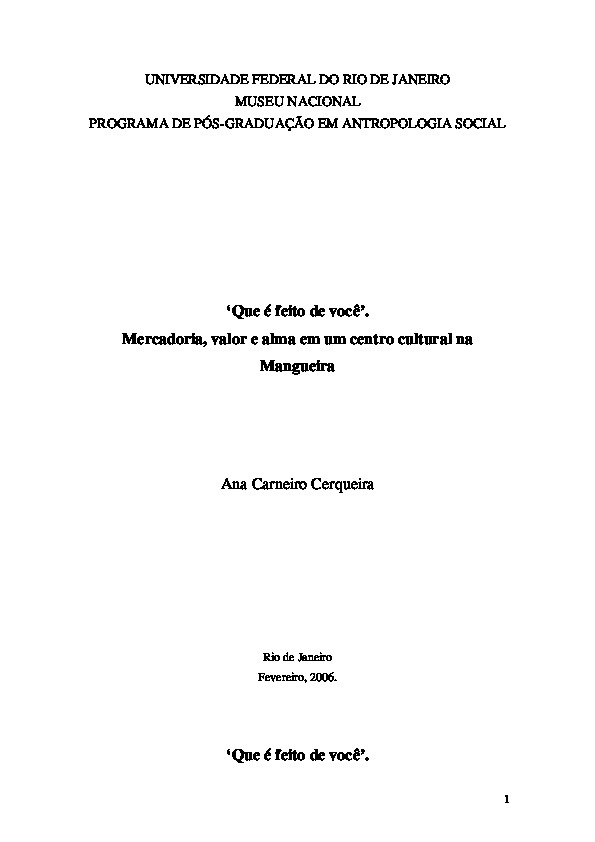 UNIVERSIDADE FEDERAL DO RIO DE JANEIRO
MUSEU NACIONAL
PROGRAMA DE PÓS-GRADUAÇÃO EM ANTROPOLOGIA SOCIAL
‘Que é feito de você’.
Mercadoria, valor e alma em um centro cultural na
Mangueira
Ana Carneiro Cerqueira
Rio de Janeiro
Fevereiro, 2006.
‘Que é feito de você’.
1